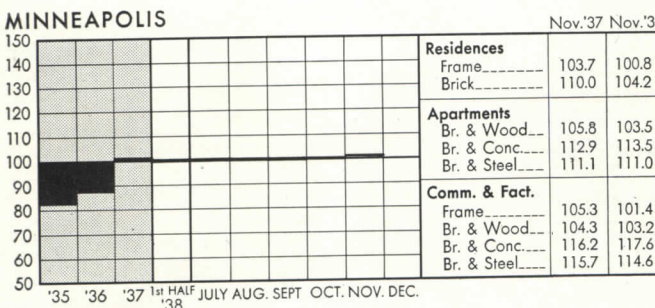 MINNEAPOLIS
Nov.'37 Nov.'3
150
140
130
120
110
100
90
80
70
60
50
'35 '36 '37 1st HALF '38 JULY AUG. SEPT OCT. NOV. DEC.
Residences
Frame 103.7 100.8
Brick 110.0 104.2
Apartments
Br. & Wood 105.8 103.5
Br. & Conc. 112.9 113.5
Br. & Steel 111.1 111.0
Comm. & Fact.
Frame 105.3 101.4
Br. & Wood 104.3 103.2
Br. & Conc. 116.2 117.6
Br. & Steel 115.7 114.6